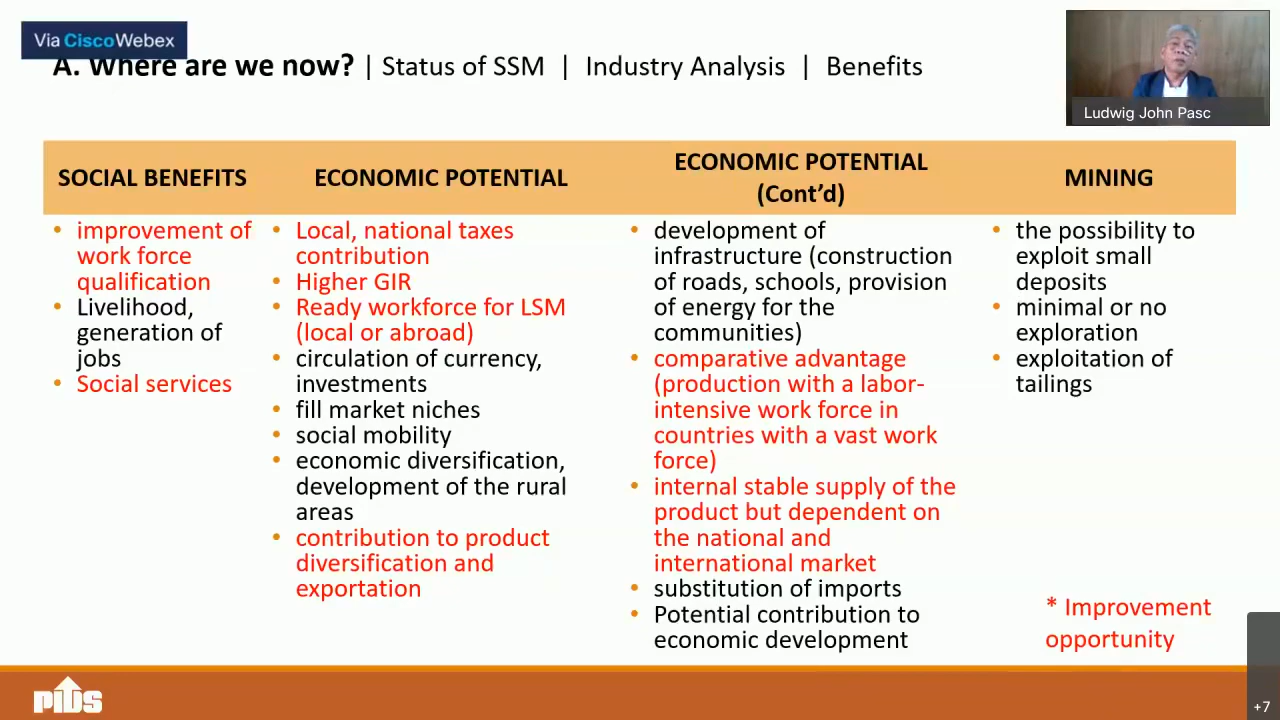 Via CiscoWebex
A. Where are we now? | Status of SSM | Industry Analysis | Benefits
Ludwig John Pasc
SOCIAL BENEFITS
improvement of
work force
qualification
Livelihood,
generation of
jobs
Social services
ECONOMIC POTENTIAL
Local, national taxes
contribution
Higher GIR
Ready workforce for LSM
(local or abroad)
circulation of currency,
investments
fill market niches
social mobility
economic diversification,
development of the rural
areas
contribution to product
diversification and
exportation
ECONOMIC POTENTIAL
(Cont’d)
development of
infrastructure (construction
of roads, schools, provision
of energy for the
communities)
comparative advantage
(production with a labor-
intensive work force in
countries with a vast work
force)
internal stable supply of the
product but dependent on
the national and
international market
substitution of imports
Potential contribution to
economic development
MINING
the possibility to
exploit small
deposits
minimal or no
exploration
exploitation of
tailings
* Improvement
opportunity
PIDS
+7